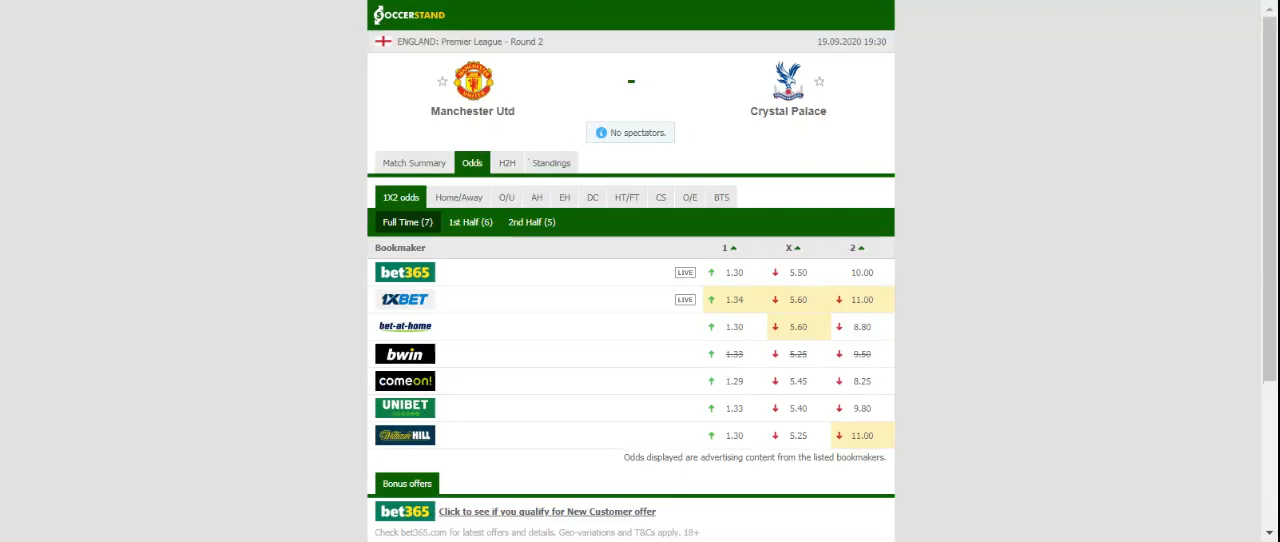 SOCCERSTAND
ENGLAND: Premier League - Round 2 19.09.2020 19:30
-
Manchester Utd Crystal Palace
No spectators.
Match Summary Odds H2H Standings
1X2 odds Home/Away O/U AH EH DC HT/FT CS O/E BTS
Full Time (7) 1st Half (6) 2nd Half (5)
Bookmaker 1 X 2
bet365 LIVE 1.30 5.50 10.00
1XBET LIVE 1.34 5.60 11.00
bet-at-home 1.30 5.60 8.80
bwin 1.33 5.25 9.50
comeon! 1.29 5.45 8.25
UNIBET 1.33 5.40 9.80
William HILL 1.30 5.25 11.00
Odds displayed are advertising content from the listed bookmakers.
Bonus offers
bet365 Click to see if you qualify for New Customer offer
Check bet365.com for latest offers and details. Geo-variations and T&Cs apply. 18+